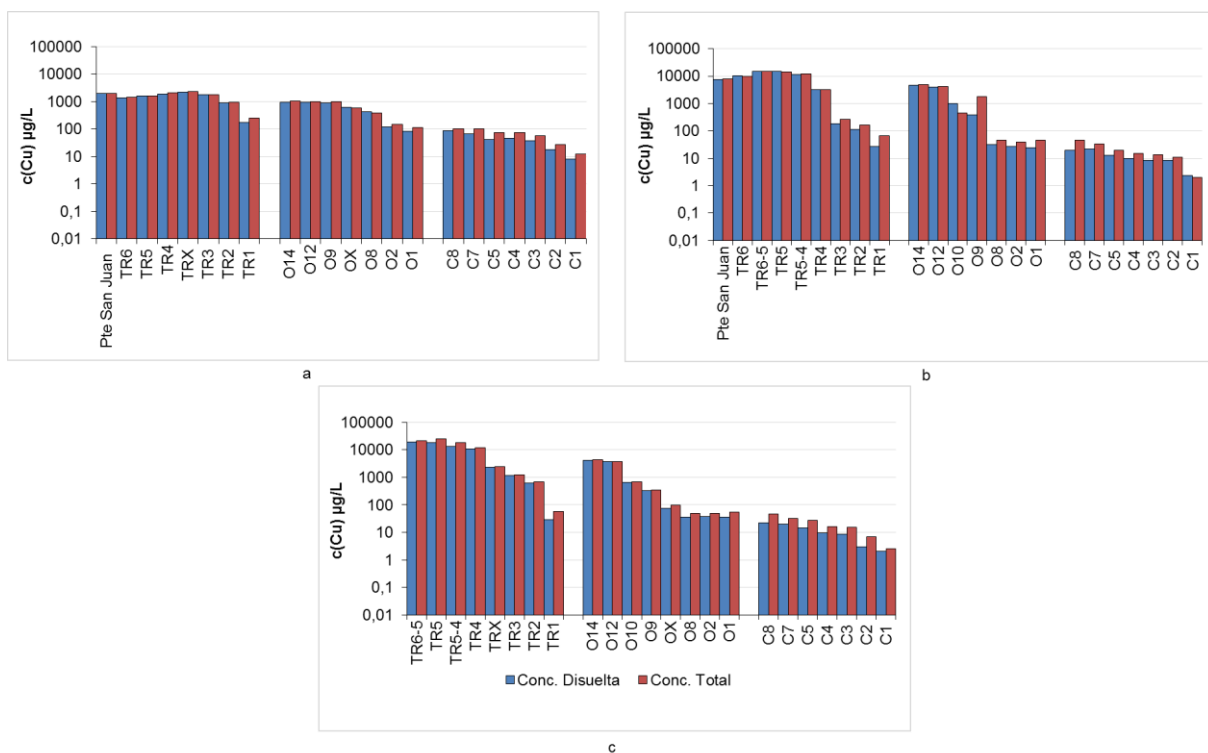 100000
10000
1000
100
10
1
0,1
0,01
c(Cu) µg/L
Pte San Juan
TR6
TR5
TR4
TRX
TR3
TR2
TR1
O14
O12
O9
OX
O8
O2
O1
C8
C7
C5
C4
C3
C2
C1
a
100000
10000
1000
100
10
1
0,1
0,01
c(Cu) µg/L
Pte San Juan
TR6
TR6-5
TR5
TR5-4
TR4
TR3
TR2
TR1
O14
O12
O10
O9
O8
O2
O1
C8
C7
C5
C4
C3
C2
C1
b
100000
10000
1000
100
10
1
0,1
0,01
c(Cu) µg/L
TR6-5
TR5
TR5-4
TR4
TRX
TR3
TR2
TR1
O14
O12
O10
O9
OX
O8
O2
O1
C8
C7
C5
C4
C3
C2
C1
Conc. Disuelta
Conc. Total
c